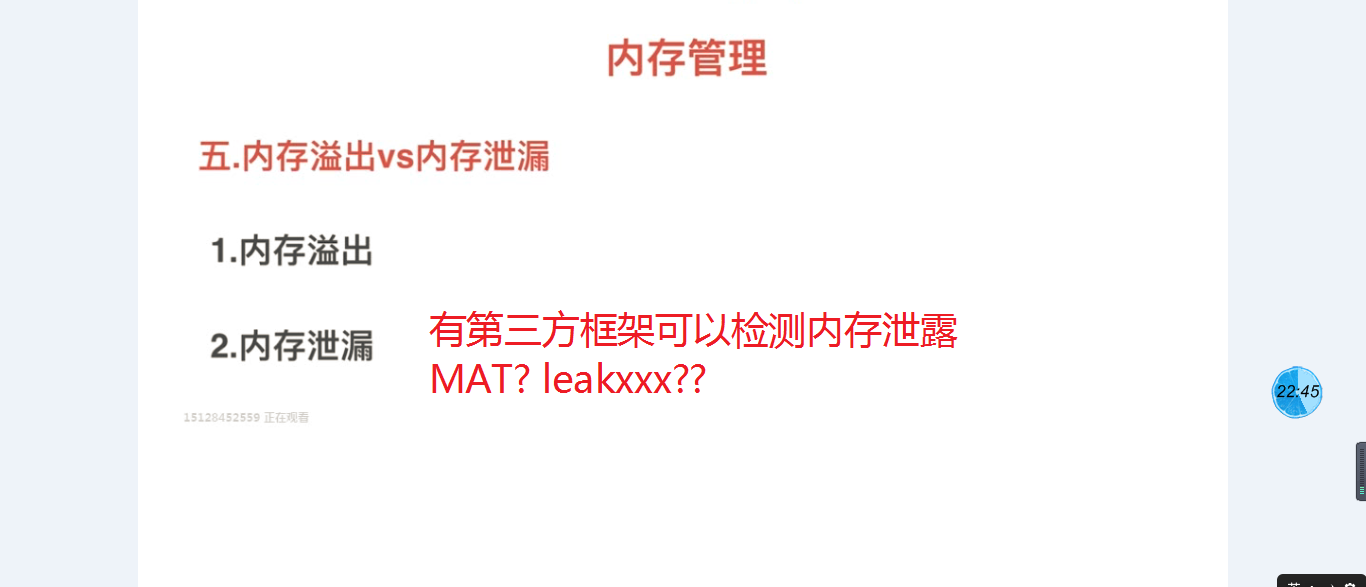 内存管理
五.内存溢出vs内存泄漏
1.内存溢出
有第三方框架可以检测内存泄露
2.内存泄漏
MAT? leakxxx??
22:45
15128452559 正在观看